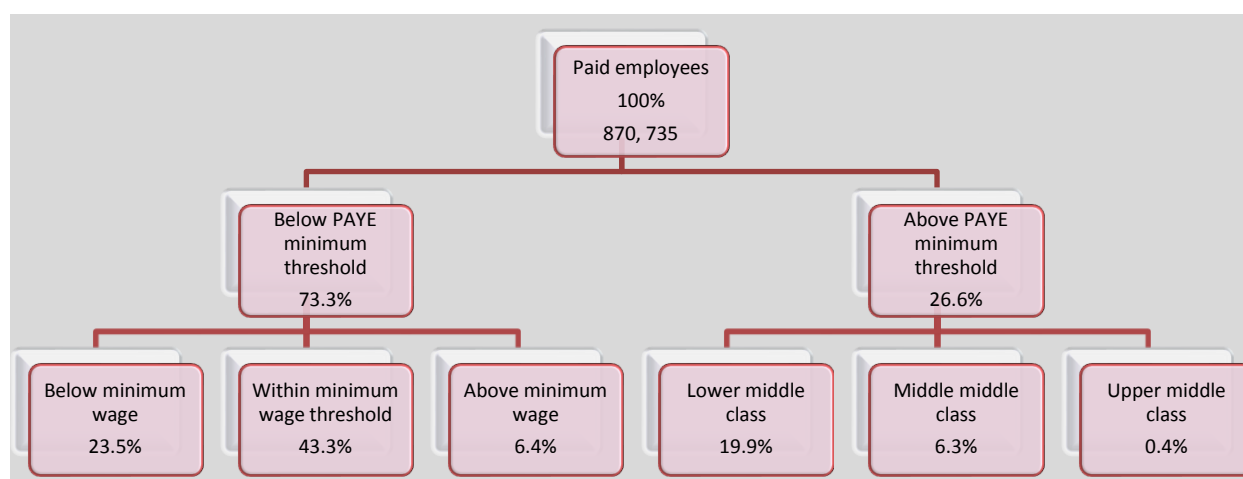 Paid employees
100%
870, 735
Below PAYE
minimum
threshold
73.3%
Above PAYE
minimum
threshold
26.6%
Below minimum
wage
23.5%
Within minimum
wage threshold
43.3%
Above minimum
wage
6.4%
Lower middle
class
19.9%
Middle middle
class
6.3%
Upper middle
class
0.4%